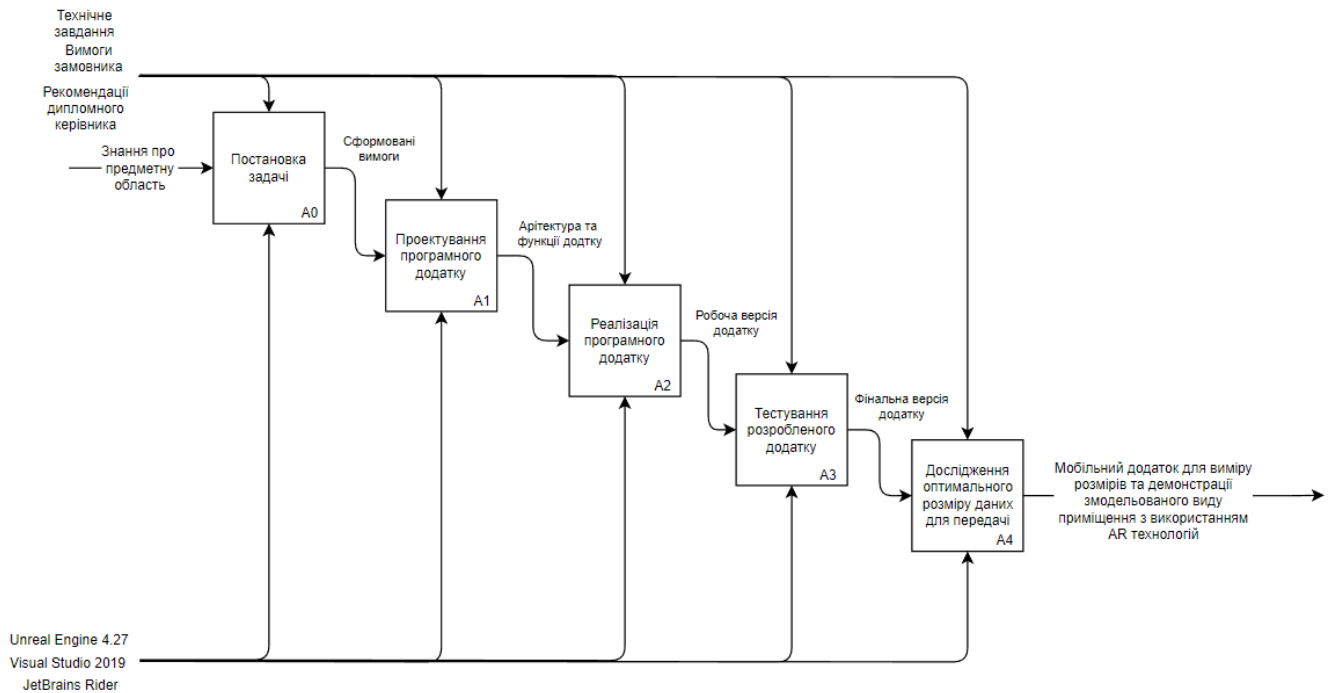 Технічне
завдання
Вимоги
замовника
Рекомендації
дипломного
керівника
Знання про
предметну
область
Постановка
задачі
A0
Сформовані
вимоги
Проектування
програмного
додатку
A1
Арітектура та
функції додтку
Реалізація
програмного
додатку
A2
Робоча версія
додатку
Тестування
розробленого
додатку
A3
Фінальна версія
додатку
Дослідження
оптимального
розміру даних
для передачі
A4
Мобільний додаток для виміру
розмірів та демонстрації
змодельованого виду
приміщення з використанням
AR технологій
Unreal Engine 4.27
Visual Studio 2019
JetBrains Rider